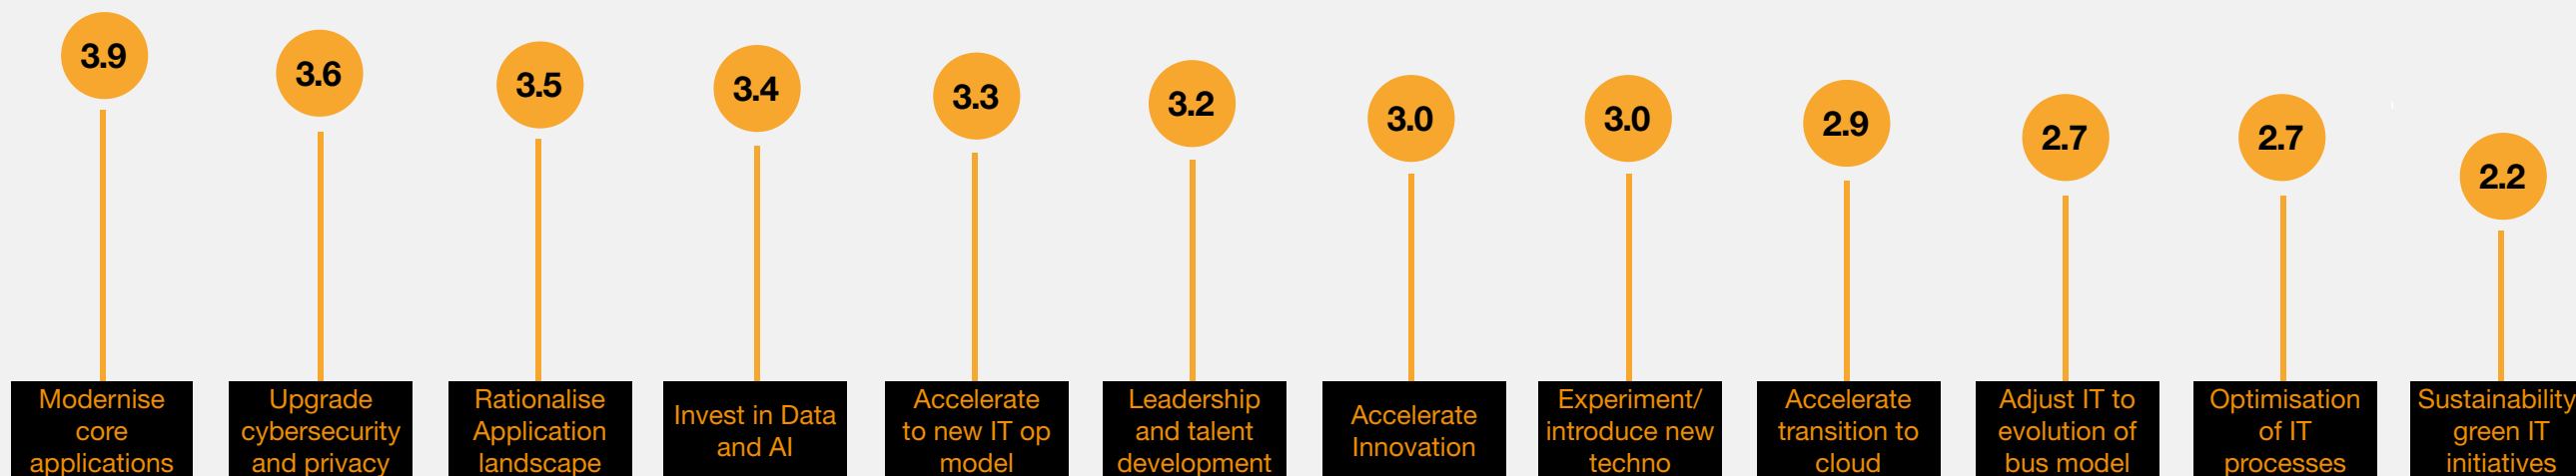 3.9
3.6
3.5
3.4
3.3
3.2
3.0
3.0
2.9
2.7
2.7
2.2
Modernise
core
applications
Upgrade
cybersecurity
and privacy
Rationalise
Application
landscape
Invest in Data
and AI
Accelerate
to new IT op
model
Leadership
and talent
development
Accelerate
Innovation
Experiment/
introduce new
techno
Accelerate
transition to
cloud
Adjust IT to
evolution of
bus model
Optimisation
of IT
processes
Sustainability
green IT
initiatives